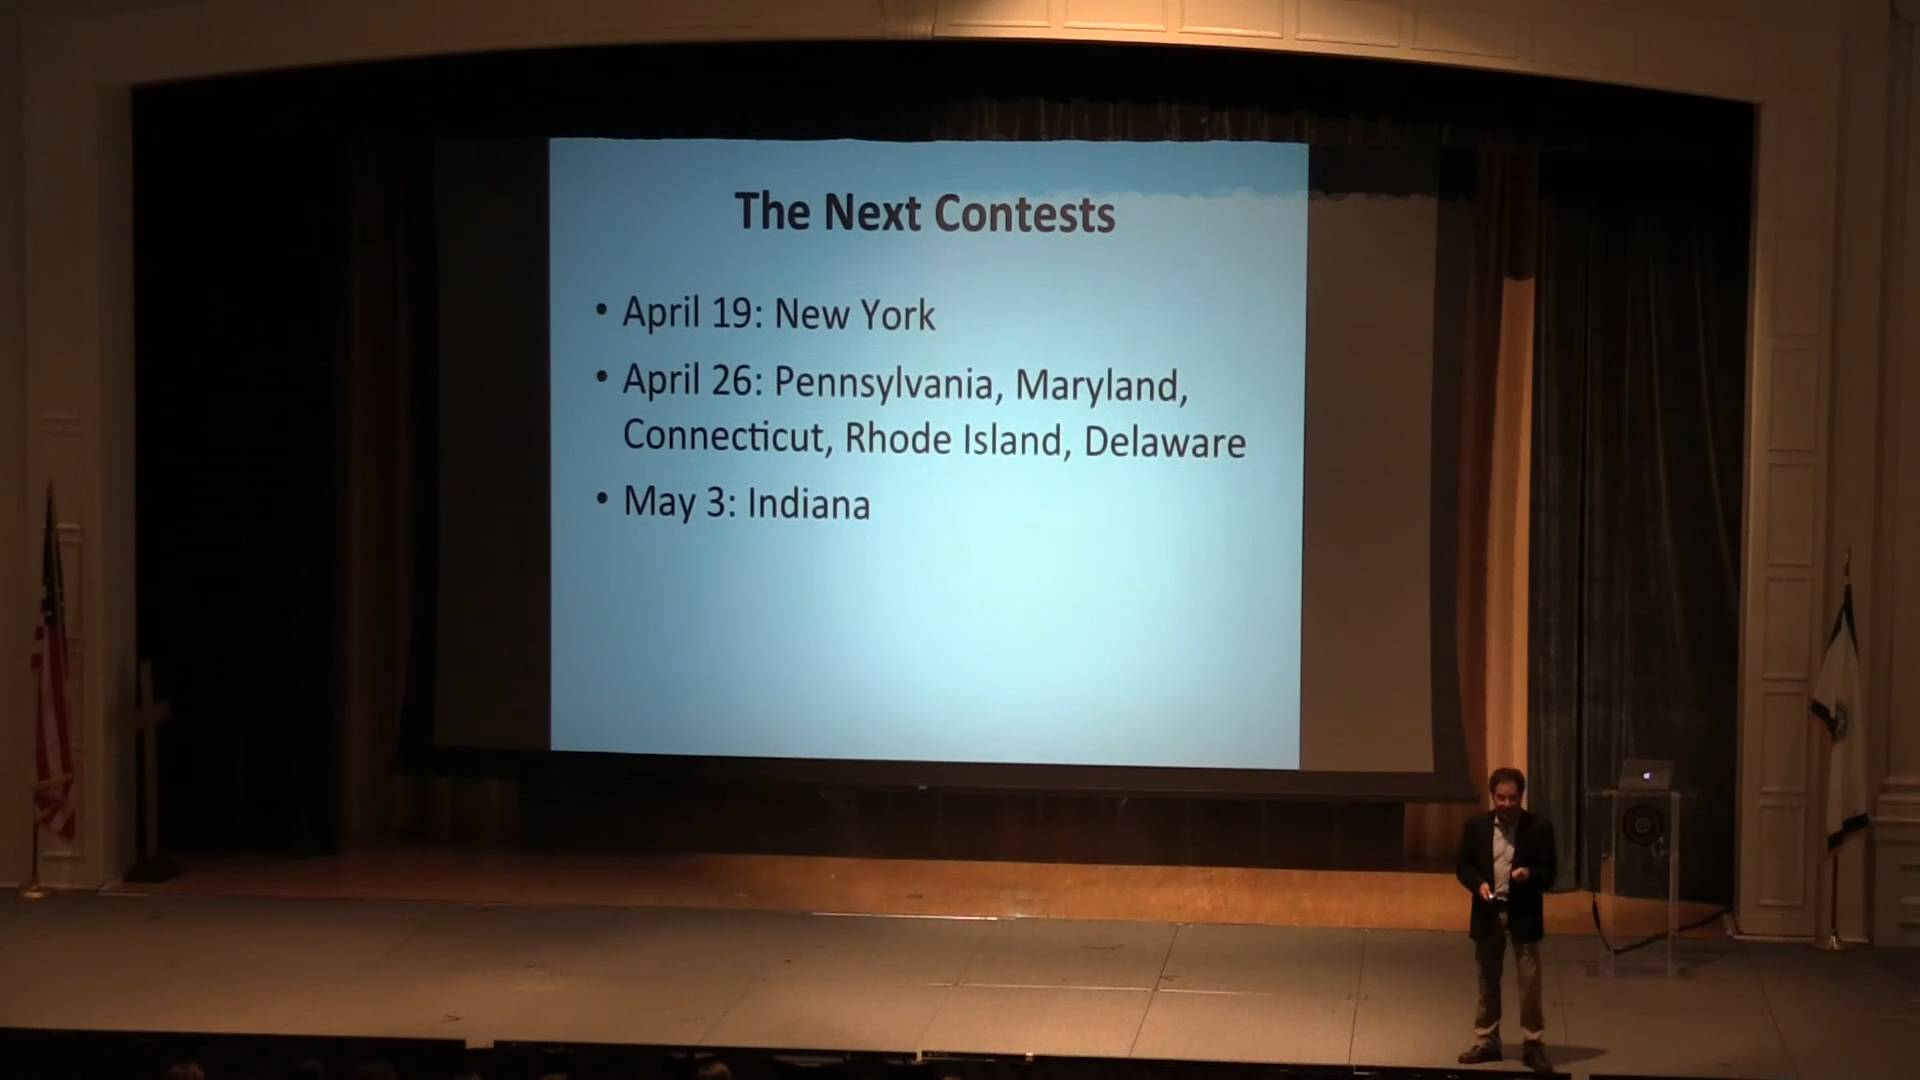 The Next Contests
• April 19: New York
• April 26: Pennsylvania, Maryland,
Connecticut, Rhode Island, Delaware
• May 3: Indiana